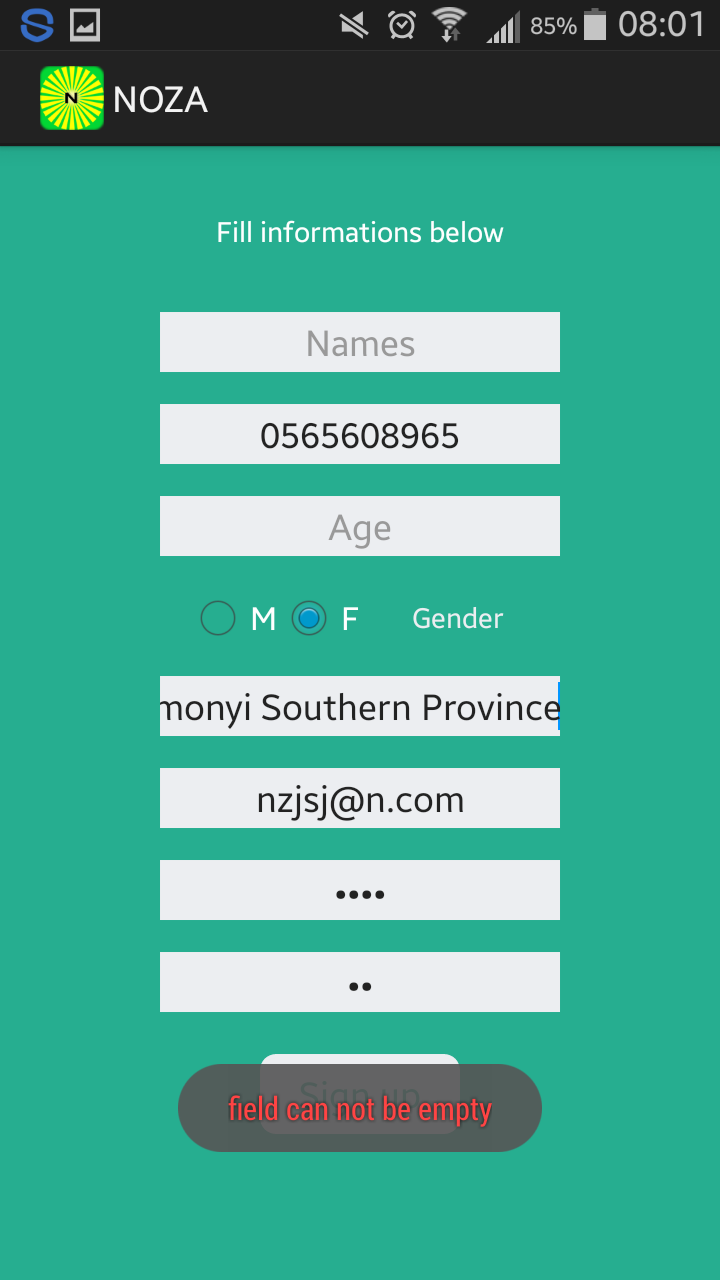 85% 08:01
N NOZA
Fill informations below
Names
0565608965
Age
M F Gender
monyi Southern Province
nzjsj@n.com
••••
••
Sign up
field can not be empty